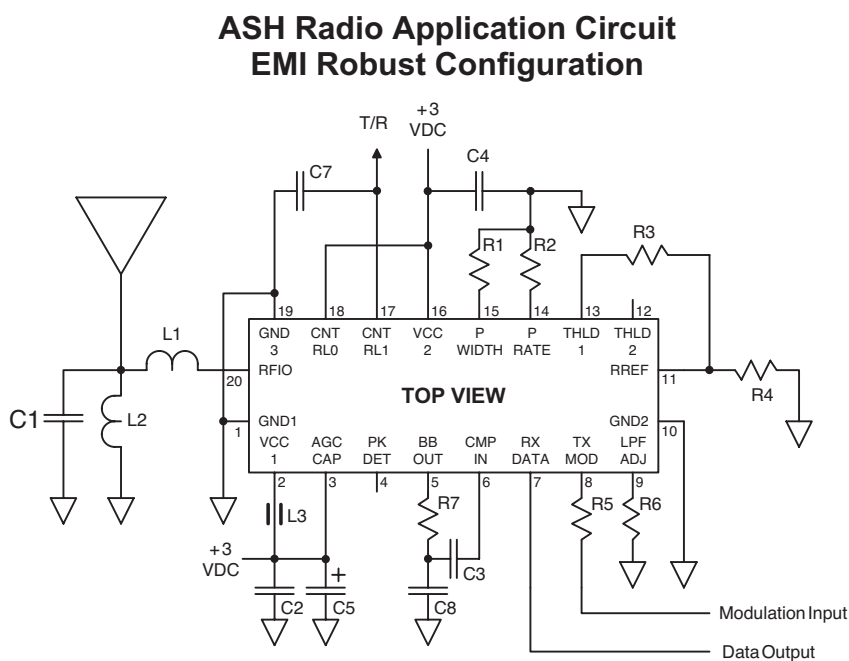 ASH Radio Application Circuit
EMI Robust Configuration
+3
VDC
T/R
C7
C4
R1
R2
R3
19
18
17
16
15
14
13
12
GND
3
CNT
RL0
CNT
RL1
VCC
2
P
WIDTH
P
RATE
THLD
1
THLD
2
L1
20
RFIO
RREF
11
TOP VIEW
R4
C1
L2
1
GND1
GND2
10
VCC
1
AGC
CAP
PK
DET
BB
OUT
CMP
IN
RX
DATA
TX
MOD
LPF
ADJ
2
3
4
5
6
7
8
9
L3
R7
R5
R6
+3
VDC
+
C3
C2
C5
C8
Modulation Input
Data Output